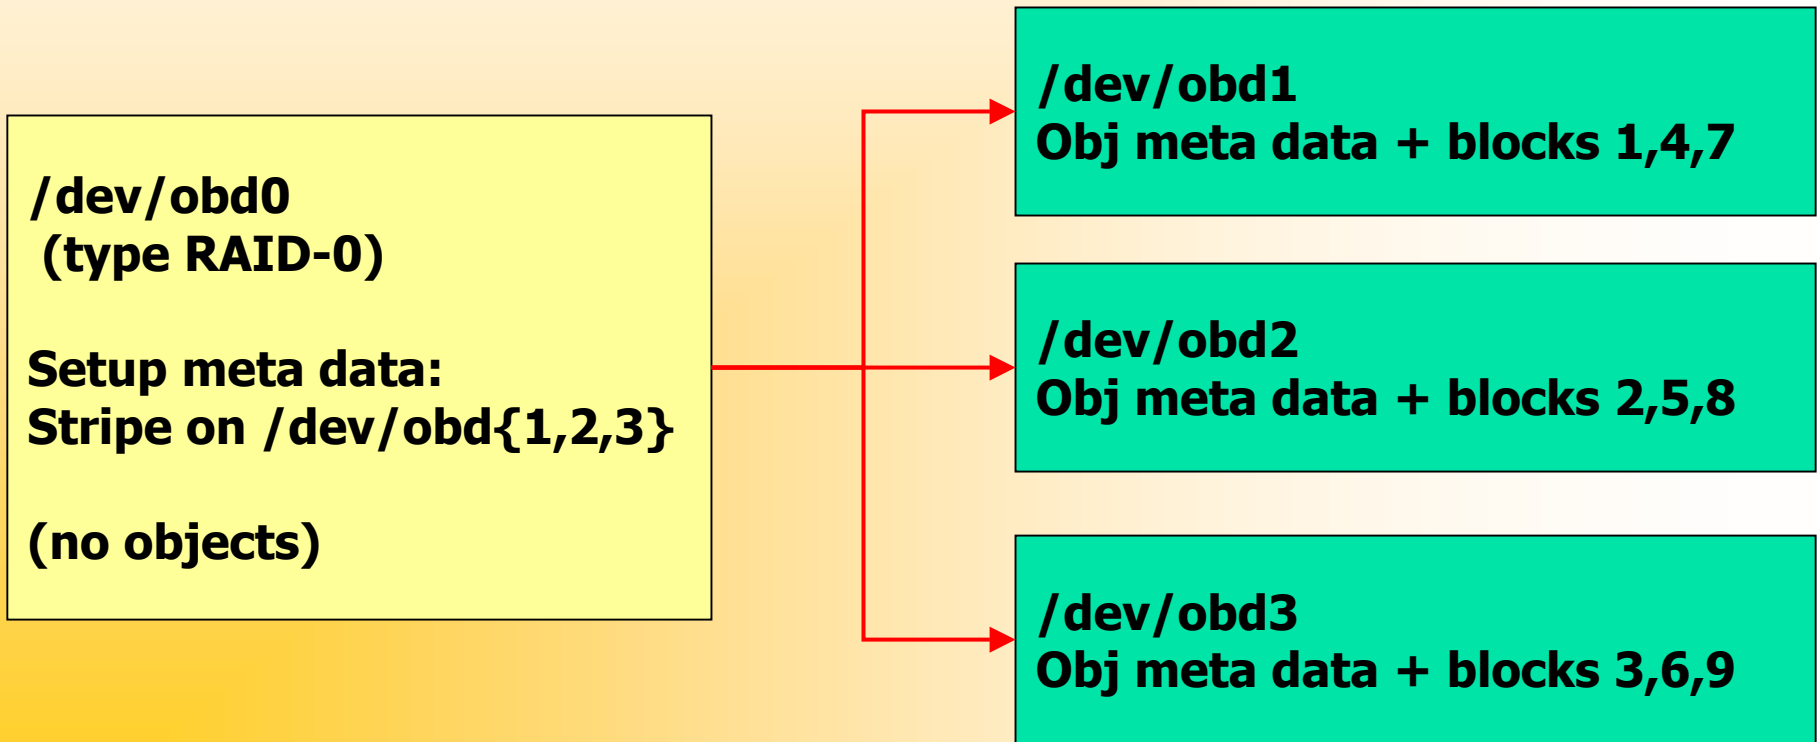 /dev/obd0
(type RAID-0)
Setup meta data:
Stripe on /dev/obd{1,2,3}
(no objects)
/dev/obd1
Obj meta data + blocks 1,4,7
/dev/obd2
Obj meta data + blocks 2,5,8
/dev/obd3
Obj meta data + blocks 3,6,9